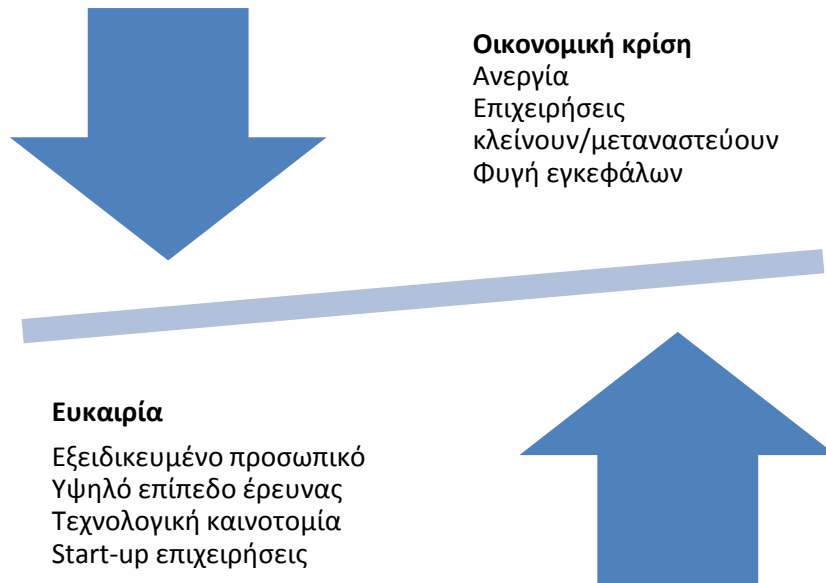 Οικονομική κρίση
Ανεργία
Επιχειρήσεις
κλείνουν/μεταναστεύουν
Φυγή εγκεφάλων
Ευκαιρία
Εξειδικευμένο προσωπικό
Υψηλό επίπεδο έρευνας
Τεχνολογική καινοτομία
Start-up επιχειρήσεις